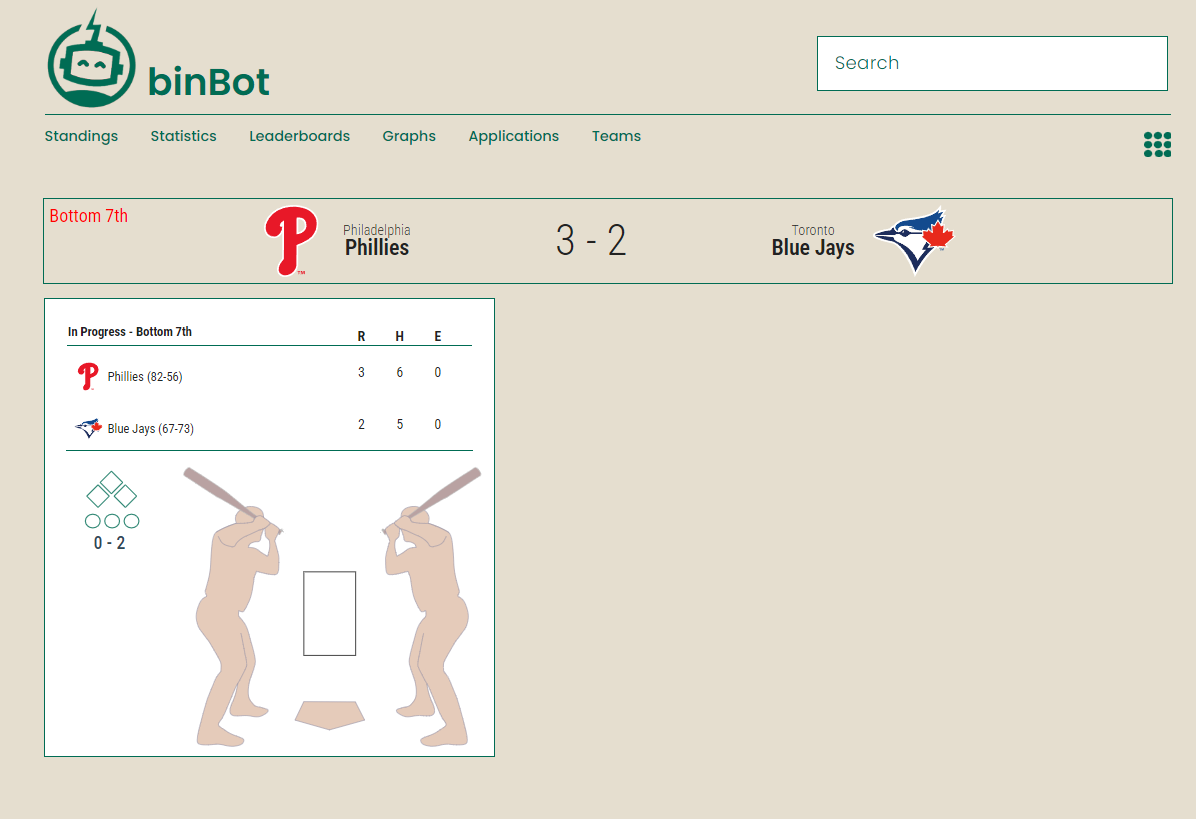 binBot
Search
Standings Statistics Leaderboards Graphs Applications Teams
Bottom 7th
Philadelphia
Phillies
3 - 2
Toronto
Blue Jays
In Progress - Bottom 7th R H E
Phillies (82-56) 3 6 0
Blue Jays (67-73) 2 5 0
0 - 2